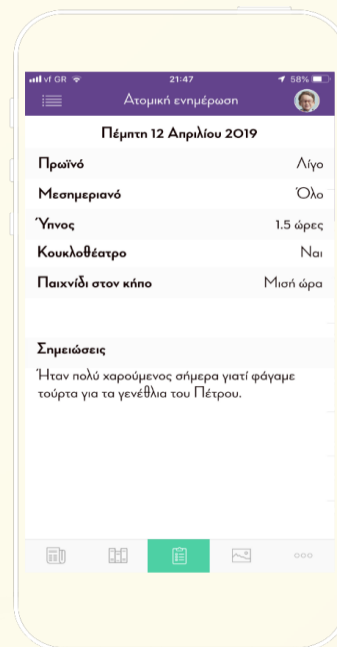 vf GR 21:47 58%
Ατομική ενημέρωση
Πέμπτη 12 Απριλίου 2019
Πρωϊνό Λίγο
Μεσημεριανό Όλο
Ύπνος 1.5 ώρες
Κουκλοθέατρο Ναι
Παιχνίδι στον κήπο Μισή ώρα
Σημειώσεις
Ήταν πολύ χαρούμενος σήμερα γιατί φάγαμε
τούρτα για τα γενέθλια του Πέτρου.